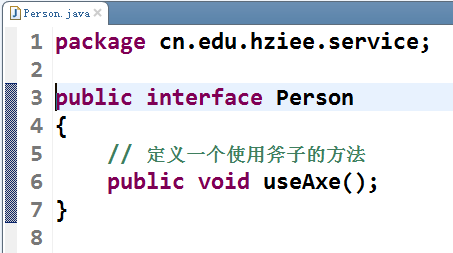 Person.java
1 package cn.edu.hziee.service;
2
3 public interface Person
4 {
5 // 定义一个使用斧子的方法
6 public void useAxe();
7 }
8